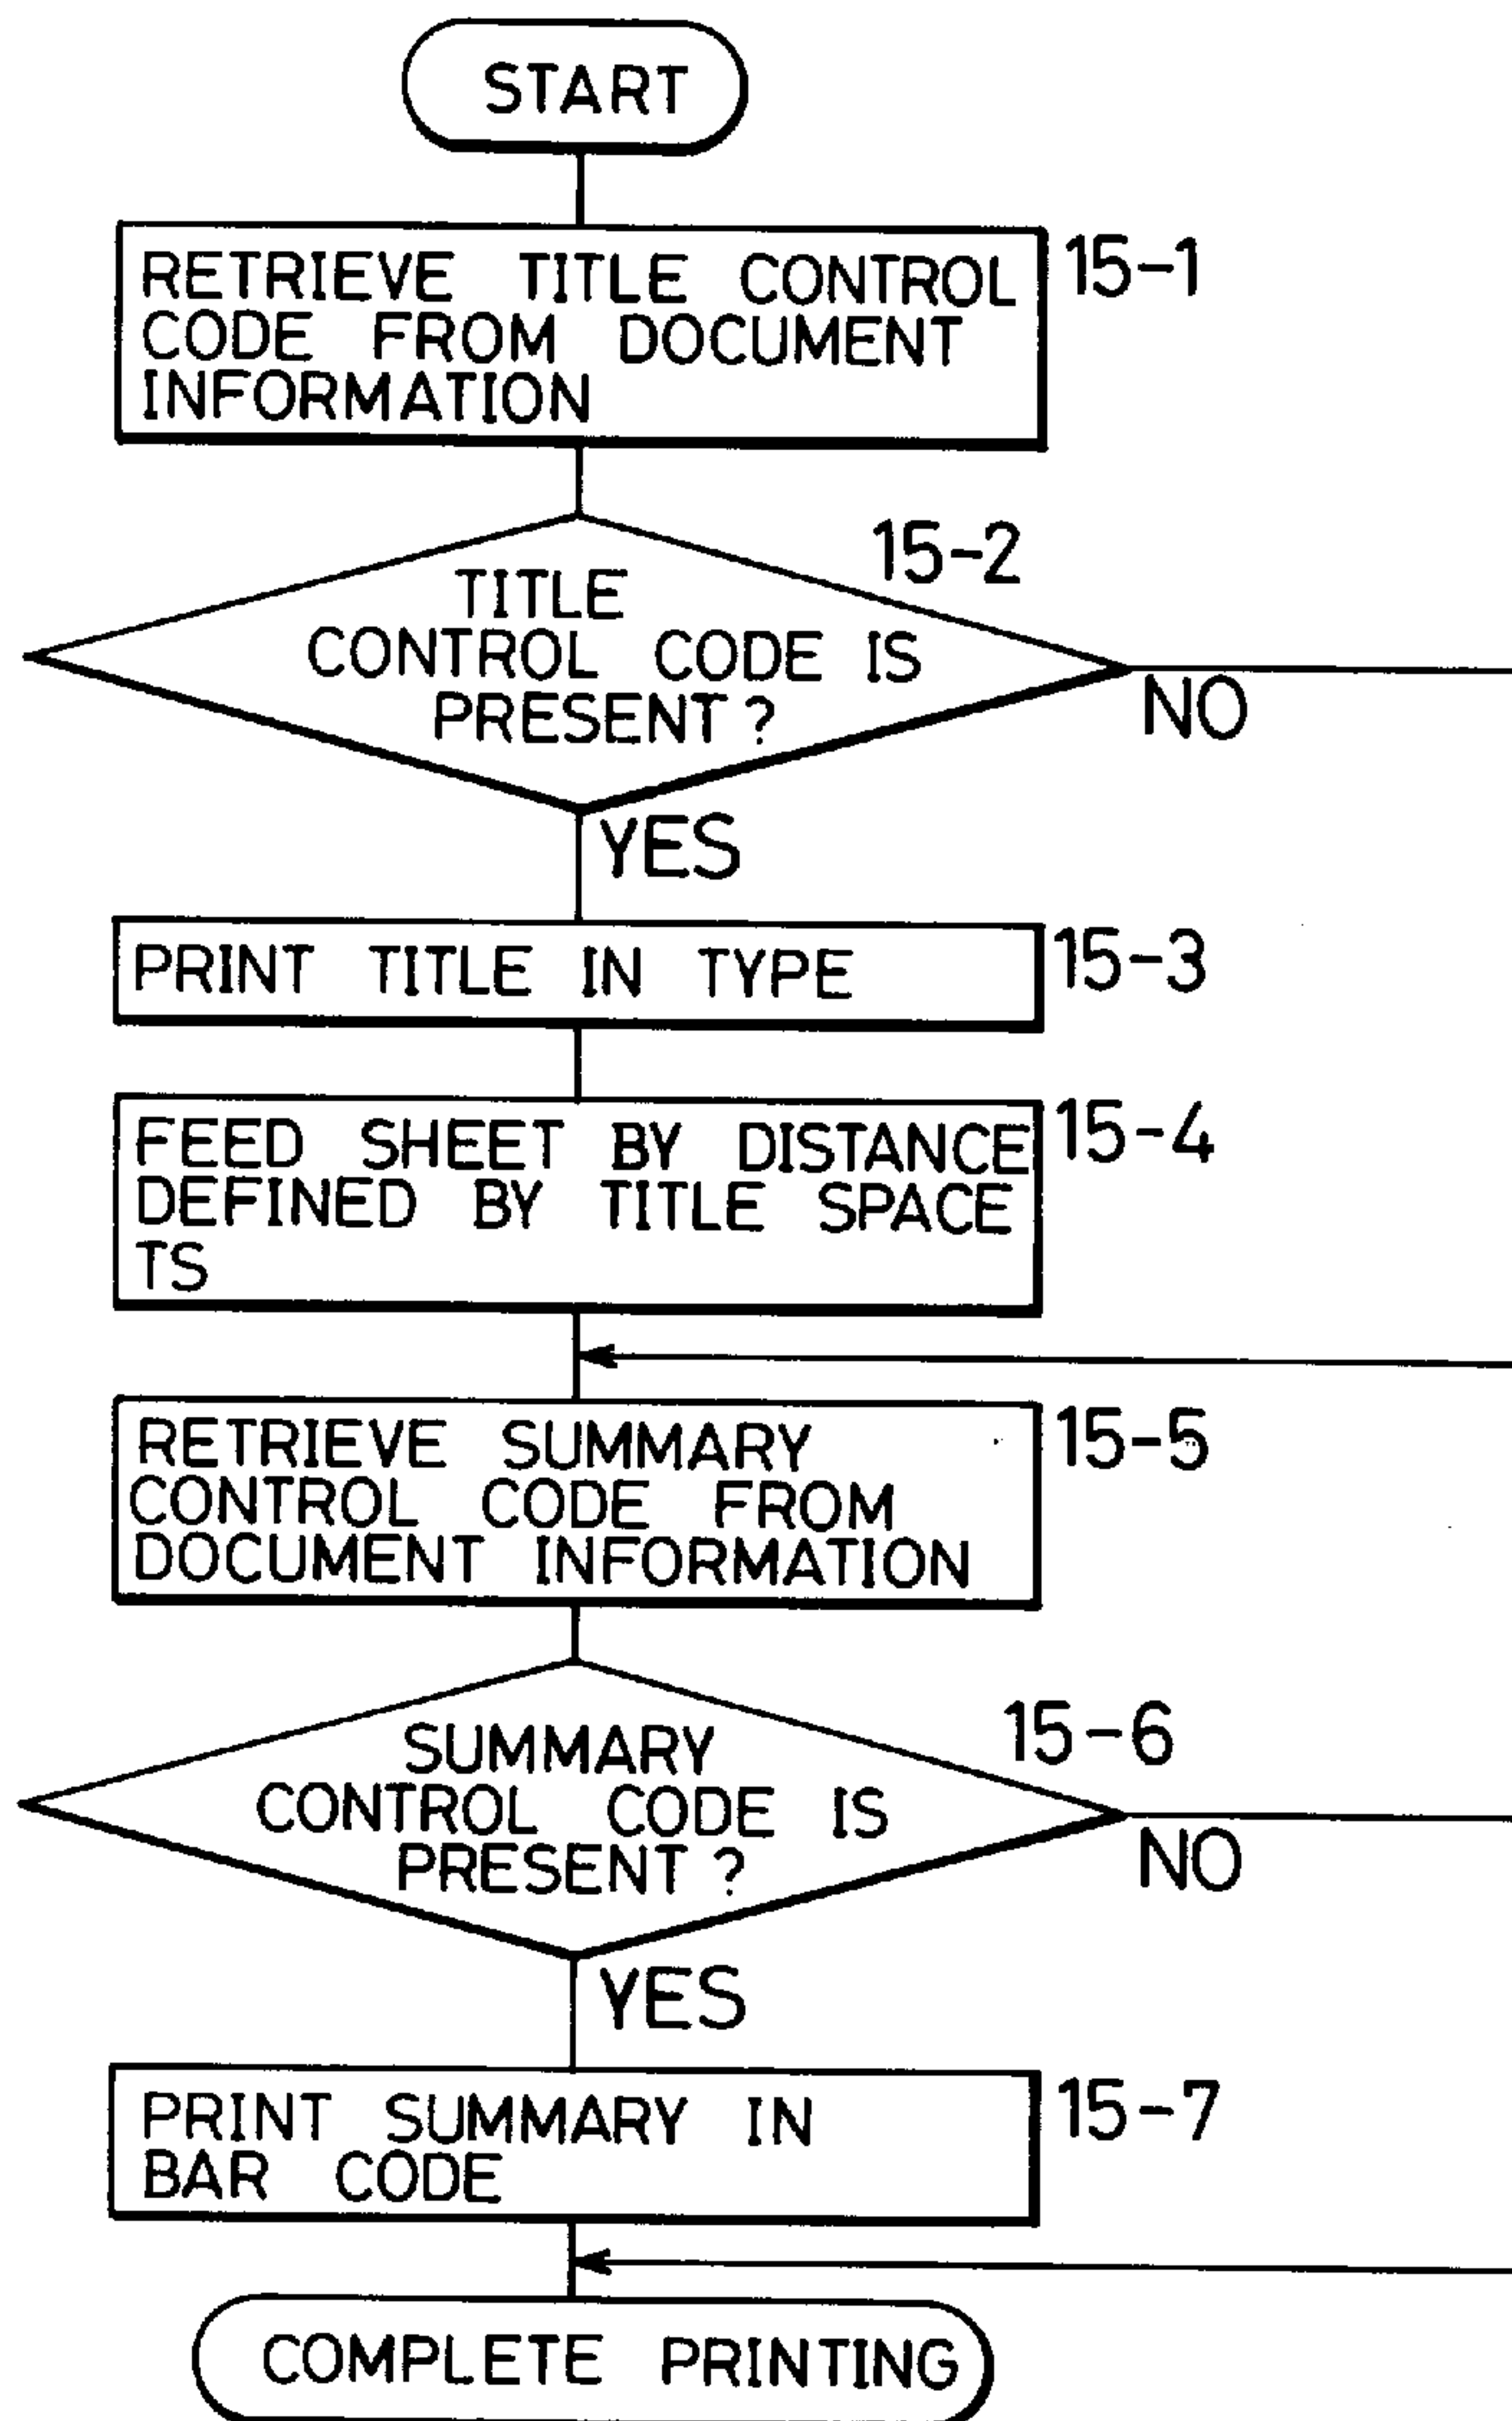 START
RETRIEVE TITLE CONTROL
CODE FROM DOCUMENT
INFORMATION
15-1
15-2
TITLE
CONTROL CODE IS
PRESENT?
NO
YES
PRINT TITLE IN TYPE
15-3
FEED SHEET BY DISTANCE
DEFINED BY TITLE SPACE
TS
15-4
RETRIEVE SUMMARY
CONTROL CODE FROM
DOCUMENT INFORMATION
15-5
15-6
SUMMARY
CONTROL CODE IS
PRESENT?
NO
YES
PRINT SUMMARY IN
BAR CODE
15-7
COMPLETE PRINTING